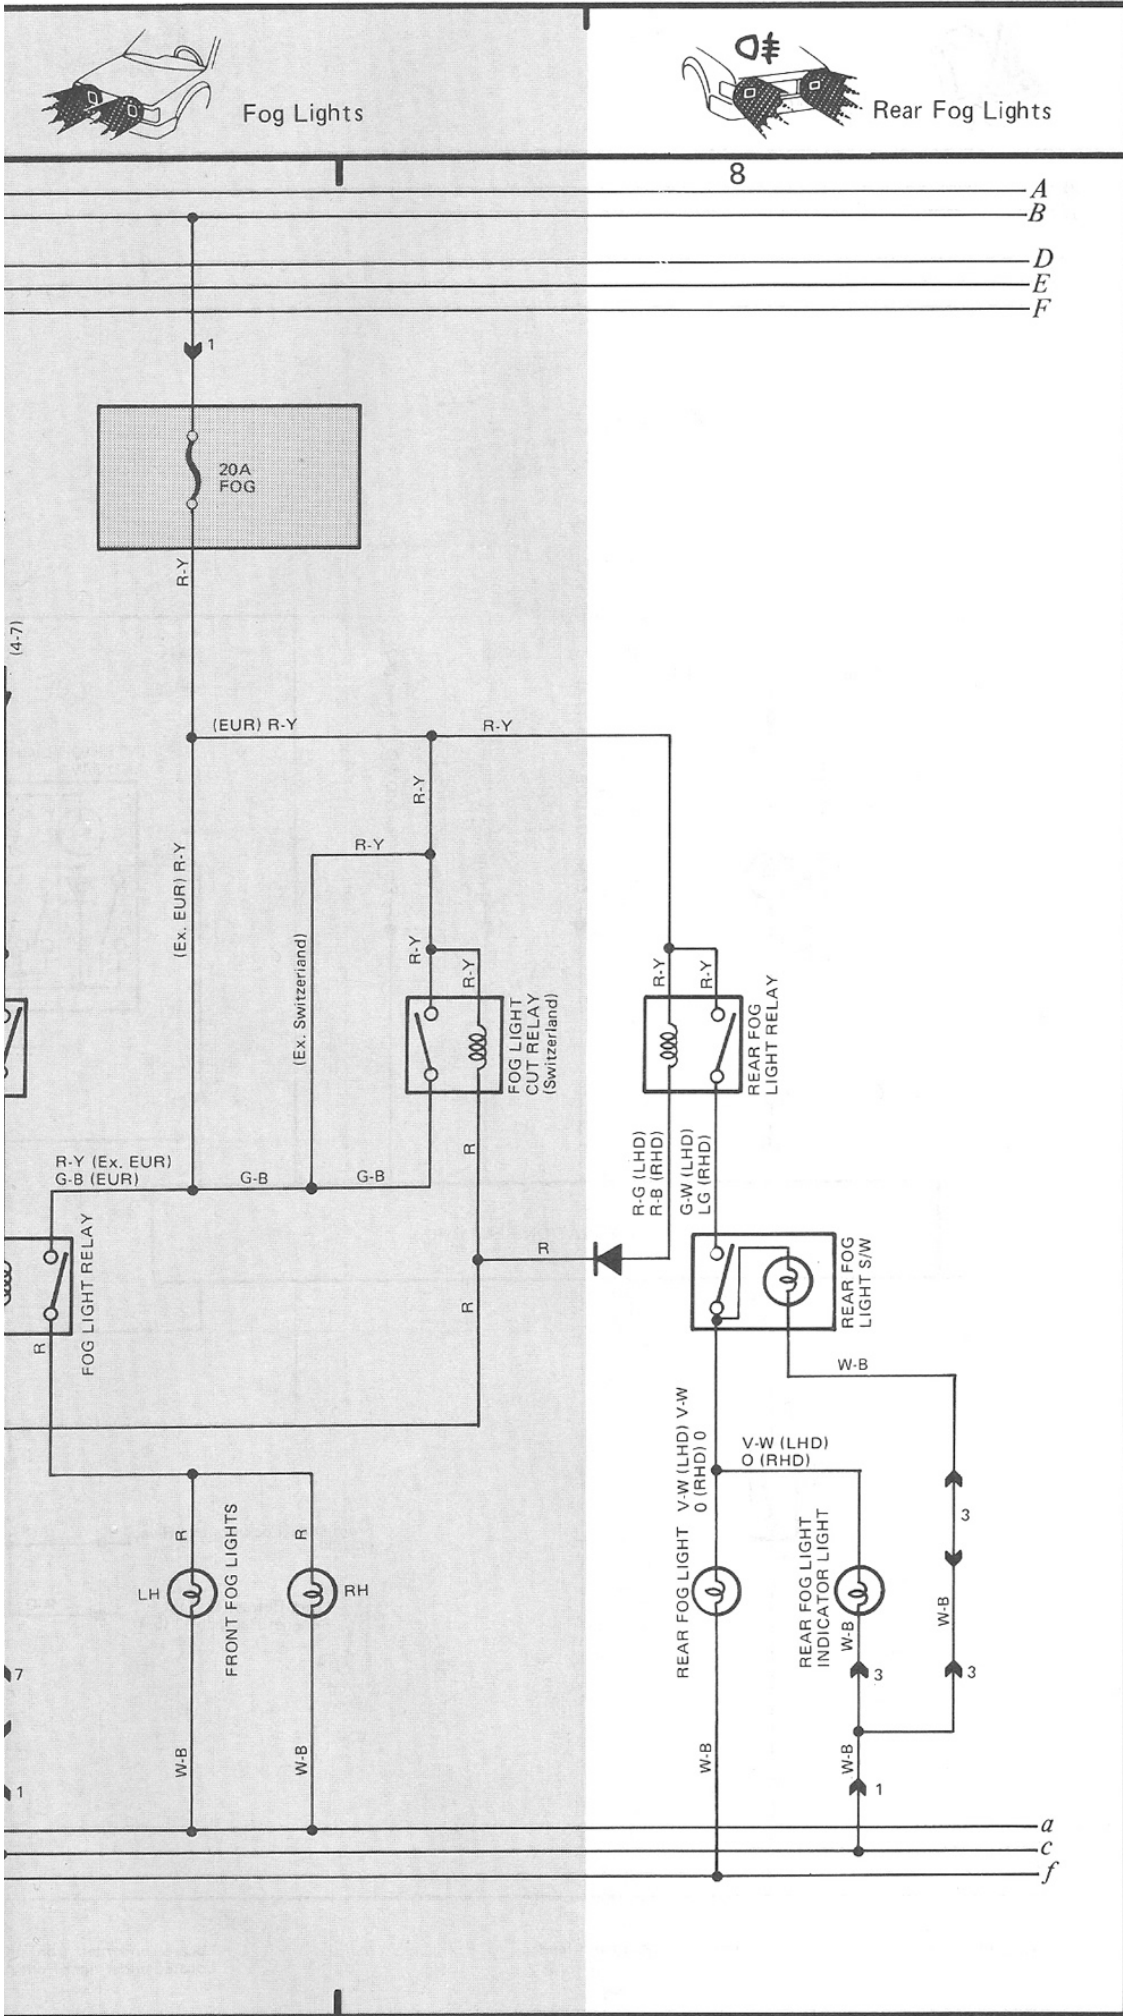 Fog Lights
Rear Fog Lights
8
A
B
D
E
F
1
20A
FOG
R-Y
(4-7)
(EUR) R-Y
R-Y
R-Y
R-Y
(Ex. EUR) R-Y
(Ex. Switzerland)
R-Y
R-Y
R-Y
R-Y
FOG LIGHT
CUT RELAY
(Switzerland)
REAR FOG
LIGHT RELAY
R-Y (Ex. EUR)
G-B (EUR)
G-B
G-B
R
R-G (LHD)
R-B (RHD)
G-W (LHD)
LG (RHD)
FOG LIGHT RELAY
R
R
R
REAR FOG
LIGHT S/W
W-B
V-W (LHD) V-W
O (RHD) O
V-W (LHD)
O (RHD)
R
R
LH
FRONT FOG LIGHTS
RH
REAR FOG LIGHT
REAR FOG LIGHT
INDICATOR LIGHT
3
W-B
W-B
7
3
3
W-B
W-B
W-B
W-B
1
1
a
c
f